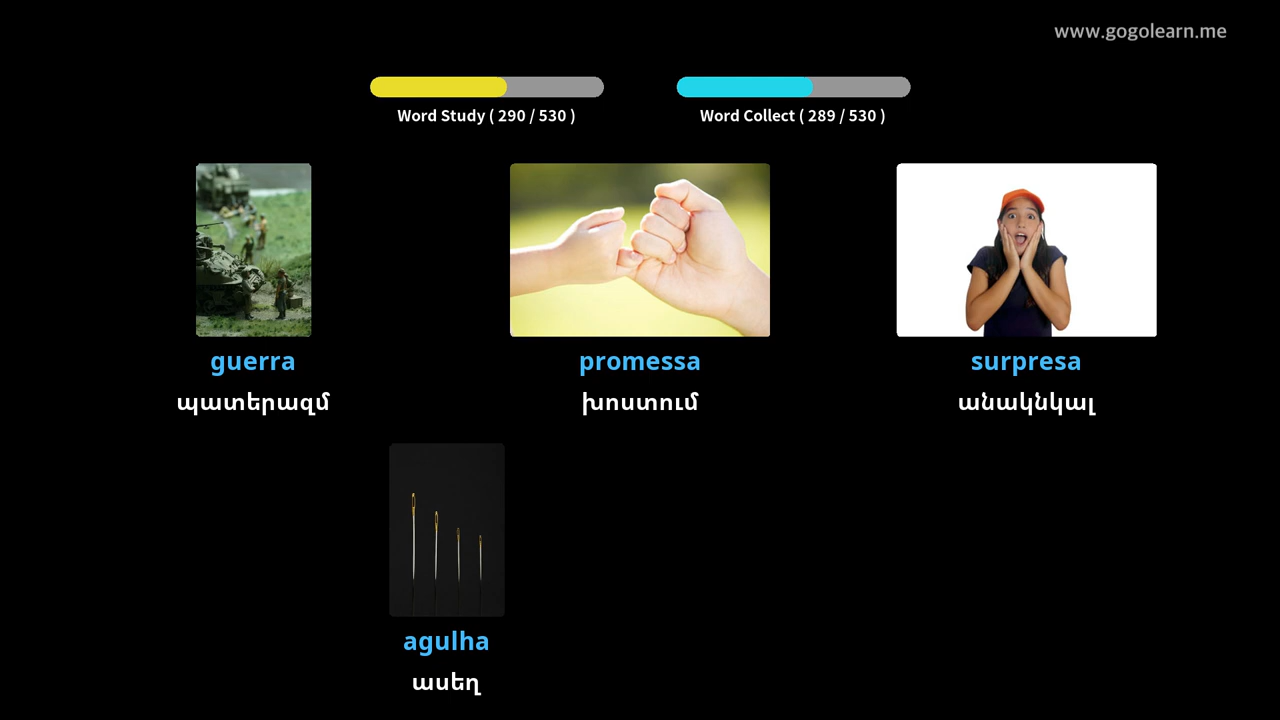 www.gogolearn.me
Word Study ( 290 / 530 )
Word Collect ( 289 / 530 )
guerra
պատերազմ
promessa
խոստում
surpresa
անակնկալ
agulha
ասեղ